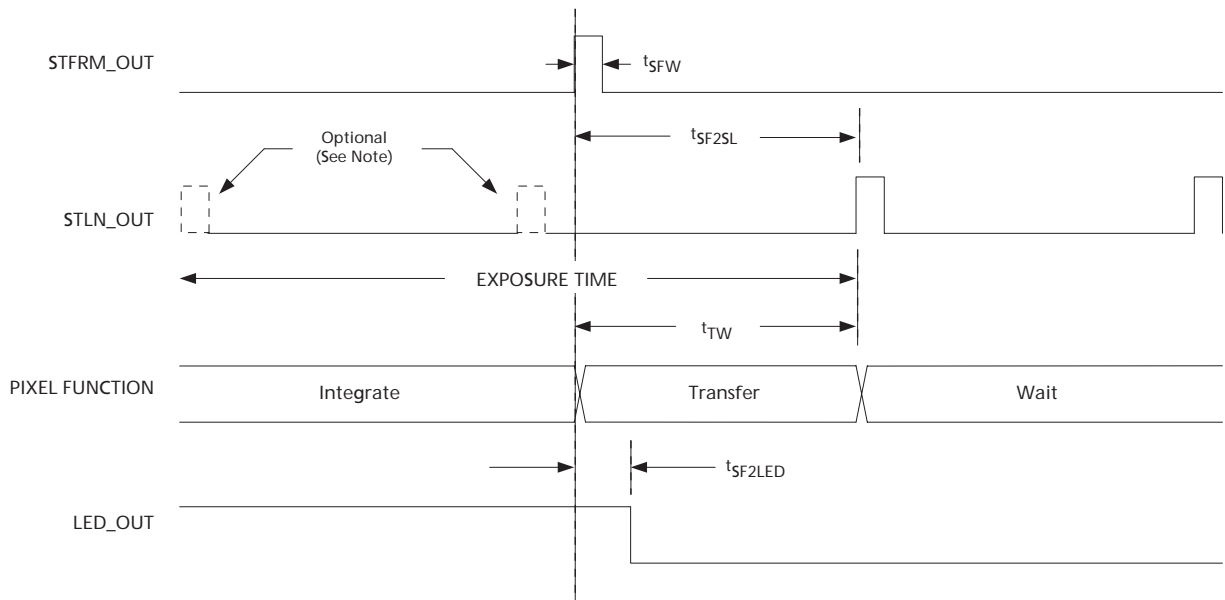 STFRM_OUT
tSFW
tSF2SL
Optional
(See Note)
STLN_OUT
EXPOSURE TIME
tTW
PIXEL FUNCTION
Integrate
Transfer
Wait
tSF2LED
LED_OUT